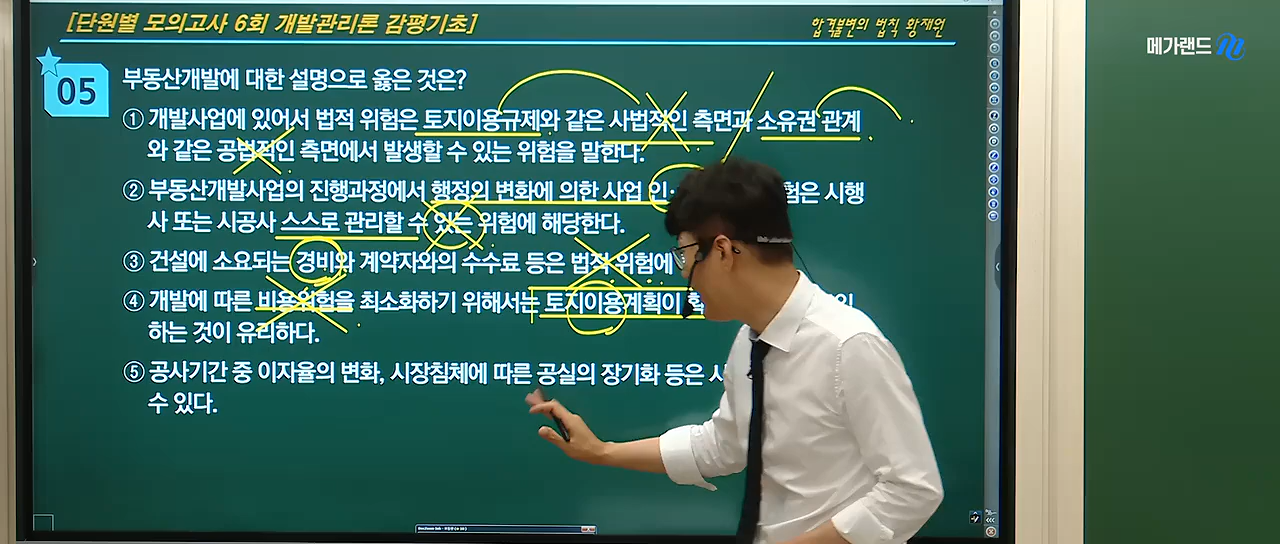 [단원별 모의고사 6회 개발관리론 감평기초]
합격불변의 법칙 황재원
메가랜드
05
부동산개발에 대한 설명으로 옳은 것은?
① 개발사업에 있어서 법적 위험은 토지이용규제와 같은 사법적인 측면과 소유권 관계
와 같은 공법적인 측면에서 발생할 수 있는 위험을 말한다.
② 부동산개발사업의 진행과정에서 행정의 변화에 의한 사업 인· 험은 시행
사 또는 시공사 스스로 관리할 수 있는 위험에 해당한다.
③ 건설에 소요되는 경비와 계약자와의 수수료 등은 법적 위험에
④ 개발에 따른 비용위험을 최소화하기 위해서는 토지이용계획이
하는 것이 유리하다.
⑤ 공사기간 중 이자율의 변화, 시장침체에 따른 공실의 장기화 등은
수 있다.